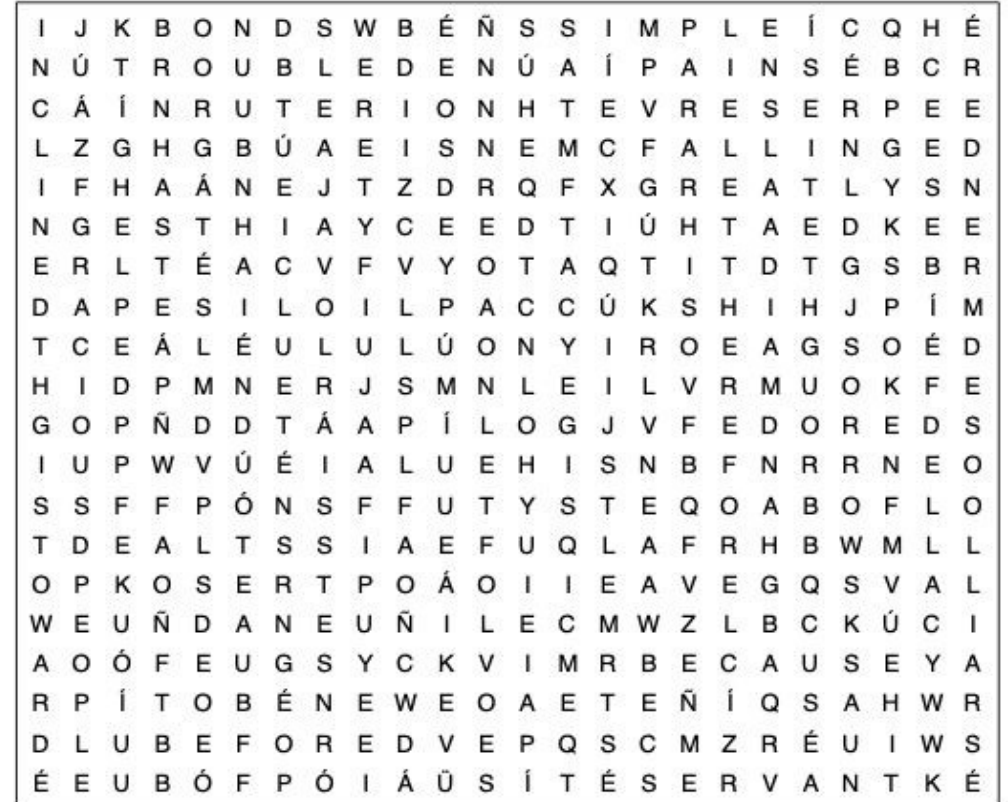 I J K B O N D S W B É Ñ S S I M P L E Í C Q H É
N Ú T R O U B L E D E N Ú A Í P A I N S É B C R
C Á Í N R U T E R I O N H T E V R E S E R P E E
L Z G H G B Ú A E I S N E M C F A L L I N G E D
I F H A Á N E J T Z D R Q F X G R E A T L Y S N
N G E S T H I A Y C E E D T I Ú H T A E D K E E
E R L T É A C V F V Y O T A Q T I T D T G S B R
D A P E S I L O I L P A C C Ú K S H I H J P Í M
T C E Á L É U L U L Ú O N Y I R O E A G S O É D
H I D P M N E R J S M N L E I L V R M U O K F E
G O P Ñ D D T Á A P Í L O G J V F E D O R E D S
I U P W V Ú É I A L U E H I S N B F N R R N E O
S S F F P Ó N S F F U T Y S T E Q O A B O F L O
T D E A L T S S I A E F U Q L A F R H B W M L L
O P K O S E R T P O Á O I I E A V E G Q S V A L
W E U Ñ D A N E U Ñ I L E C M W Z L B C K Ú C I
A O Ó F E U G S Y C K V I M R B E C A U S E Y A
R P Í T O B É N E W E O A E T E Ñ Í Q S A H W R
D L U B E F O R E D V E P Q S C M Z R É U I W S
É E U B Ó F P Ó I Á Ü S Í T É S E R V A N T K É